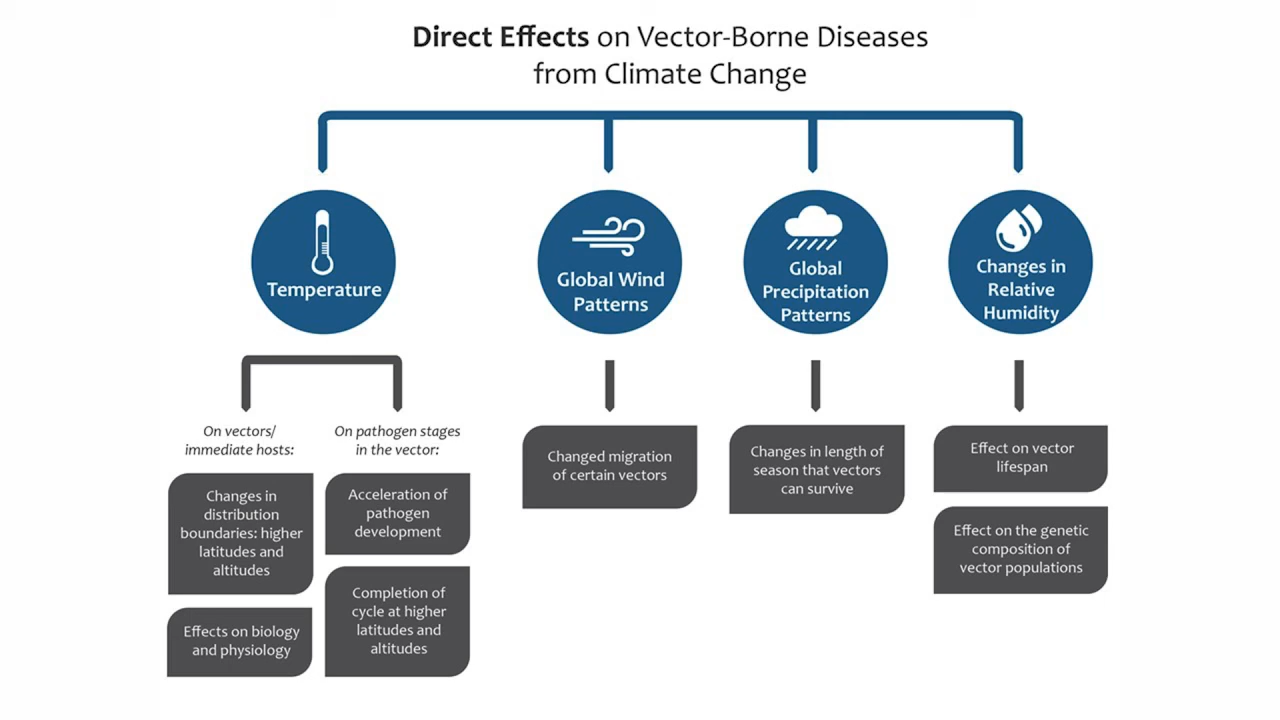 Direct Effects on Vector-Borne Diseases
from Climate Change
Temperature
Global Wind
Patterns
Global
Precipitation
Patterns
Changes in
Relative
Humidity
On vectors/
immediate hosts:
Changes in
distribution
boundaries: higher
latitudes and
altitudes
Effects on biology
and physiology
On pathogen stages
in the vector:
Acceleration of
pathogen
development
Completion of
cycle at higher
latitudes and
altitudes
Changed migration
of certain vectors
Changes in length of
season that vectors
can survive
Effect on vector
lifespan
Effect on the genetic
composition of
vector populations